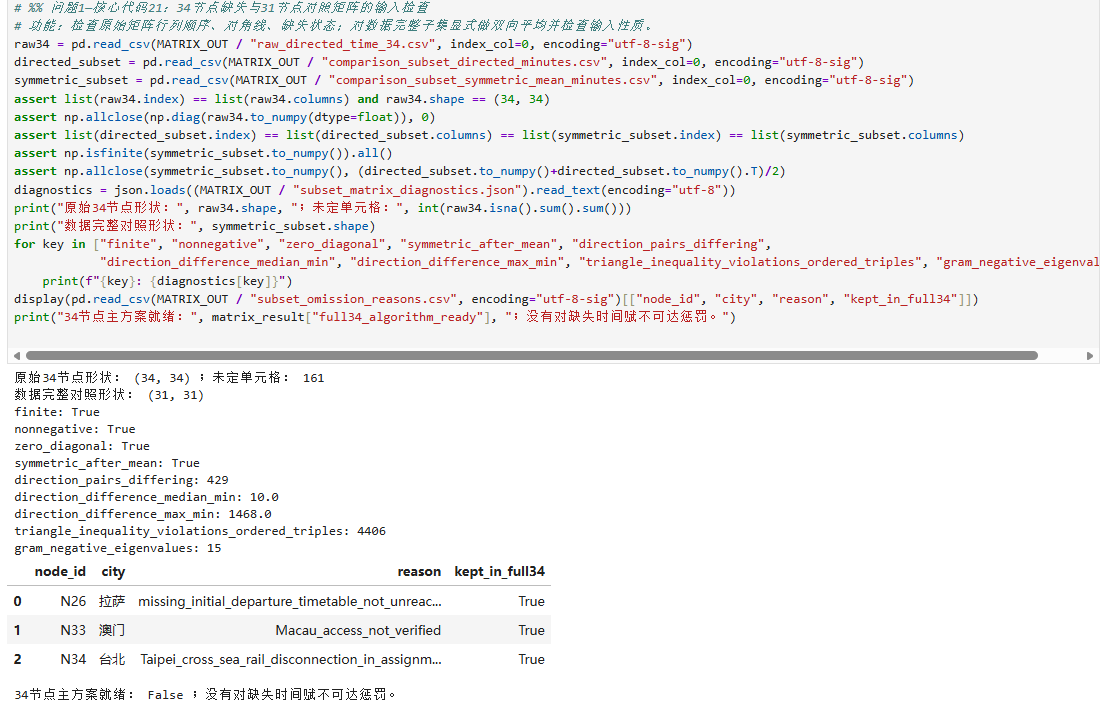 # %% 问题1—核心代码21：34节点缺失与31节点对照矩阵的输入检查
# 功能：检查原始矩阵行列顺序、对角线、缺失状态；对数据完整子集显式做双向平均并检查输入性质。
raw34 = pd.read_csv(MATRIX_OUT / "raw_directed_time_34.csv", index_col=0, encoding="utf-8-sig")
directed_subset = pd.read_csv(MATRIX_OUT / "comparison_subset_directed_minutes.csv", index_col=0, encoding="utf-8-sig")
symmetric_subset = pd.read_csv(MATRIX_OUT / "comparison_subset_symmetric_mean_minutes.csv", index_col=0, encoding="utf-8-sig")
assert list(raw34.index) == list(raw34.columns) and raw34.shape == (34, 34)
assert np.allclose(np.diag(raw34.to_numpy(dtype=float)), 0)
assert list(directed_subset.index) == list(directed_subset.columns) == list(symmetric_subset.index) == list(symmetric_subset.columns)
assert np.isfinite(symmetric_subset.to_numpy()).all()
assert np.allclose(symmetric_subset.to_numpy(), (directed_subset.to_numpy()+directed_subset.to_numpy().T)/2)
diagnostics = json.loads((MATRIX_OUT / "subset_matrix_diagnostics.json").read_text(encoding="utf-8"))
print("原始34节点形状：", raw34.shape, "；未定单元格：", int(raw34.isna().sum().sum()))
print("数据完整对照形状：", symmetric_subset.shape)
for key in ["finite", "nonnegative", "zero_diagonal", "symmetric_after_mean", "direction_pairs_differing",
"direction_difference_median_min", "direction_difference_max_min", "triangle_inequality_violations_ordered_triples", "gram_negative_eigenval
print(f"{key}: {diagnostics[key]}")
display(pd.read_csv(MATRIX_OUT / "subset_omission_reasons.csv", encoding="utf-8-sig")[["node_id", "city", "reason", "kept_in_full34"]])
print("34节点主方案就绪：", matrix_result["full34_algorithm_ready"], "；没有对缺失时间赋不可达惩罚。")
原始34节点形状： (34, 34) ；未定单元格： 161
数据完整对照形状： (31, 31)
finite: True
nonnegative: True
zero_diagonal: True
symmetric_after_mean: True
direction_pairs_differing: 429
direction_difference_median_min: 10.0
direction_difference_max_min: 1468.0
triangle_inequality_violations_ordered_triples: 4406
gram_negative_eigenvalues: 15
node_id city reason kept_in_full34
0 N26 拉萨 missing_initial_departure_timetable_not_unreac... True
1 N33 澳门 Macau_access_not_verified True
2 N34 台北 Taipei_cross_sea_rail_disconnection_in_assignm... True
34节点主方案就绪： False ；没有对缺失时间赋不可达惩罚。